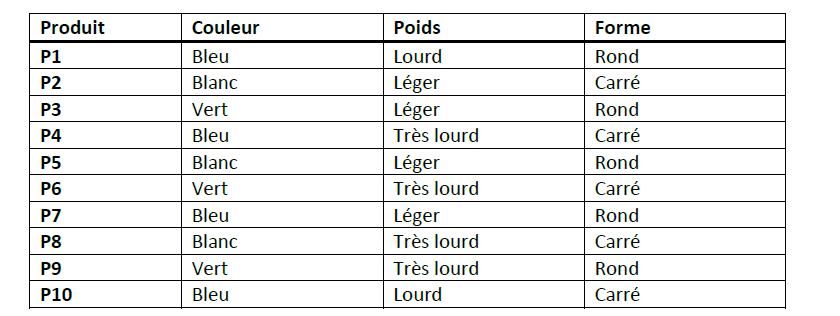 Produit Couleur Poids Forme
P1 Bleu Lourd Rond
P2 Blanc Léger Carré
P3 Vert Léger Rond
P4 Bleu Très lourd Carré
P5 Blanc Léger Rond
P6 Vert Très lourd Carré
P7 Bleu Léger Rond
P8 Blanc Très lourd Carré
P9 Vert Très lourd Rond
P10 Bleu Lourd Carré